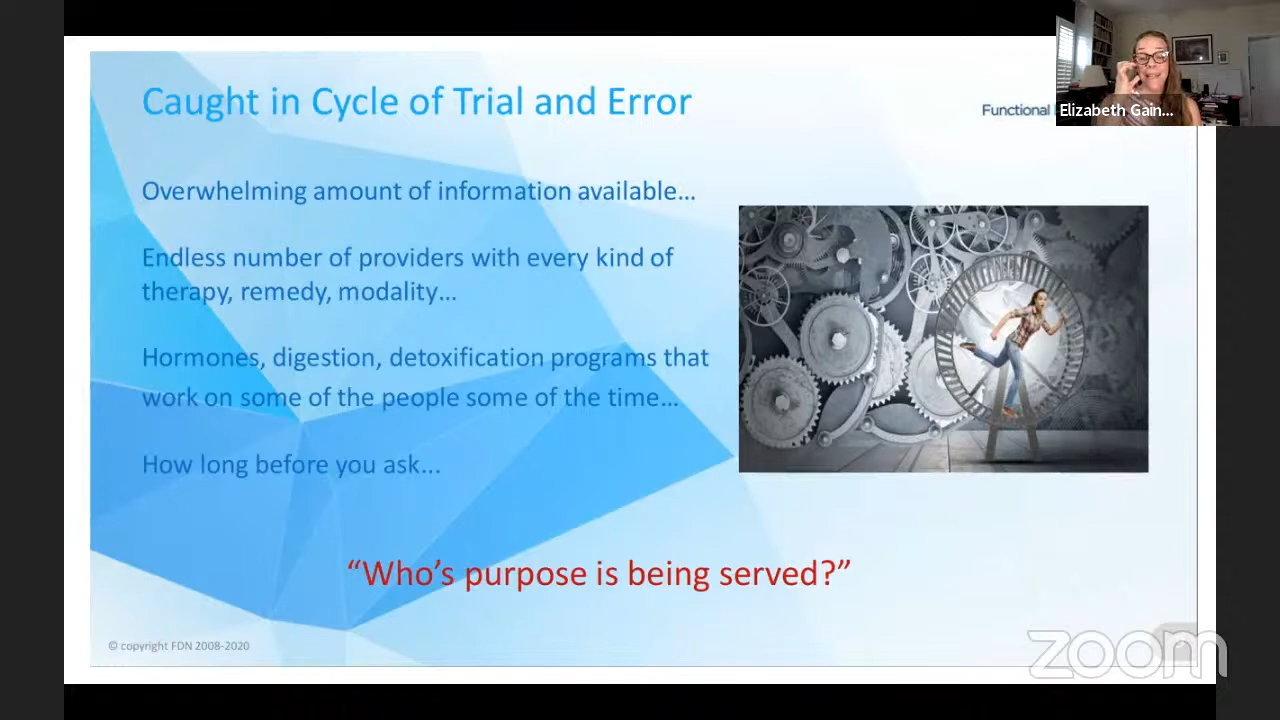 Caught in Cycle of Trial and Error
Functional
Elizabeth Gain...
Overwhelming amount of information available...
Endless number of providers with every kind of
therapy, remedy, modality...
Hormones, digestion, detoxification programs that
work on some of the people some of the time...
How long before you ask...
“Who’s purpose is being served?”
© copyright FDN 2008-2020
zoom